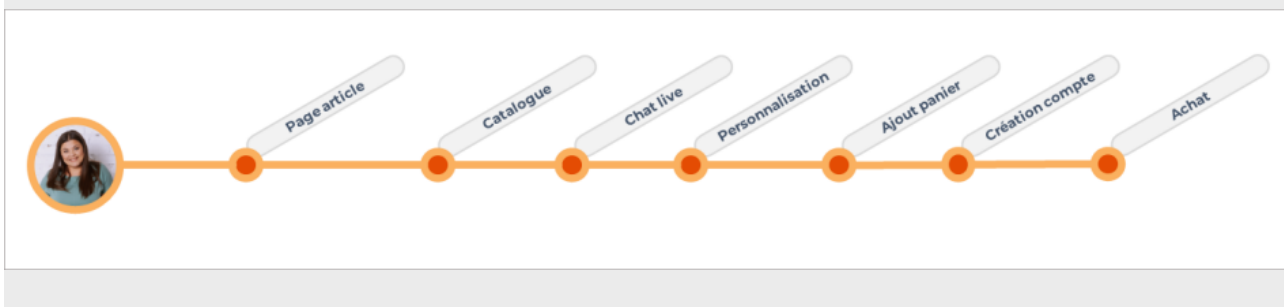 Page article
Catalogue
Chat live
Personnalisation
Ajout panier
Création compte
Achat